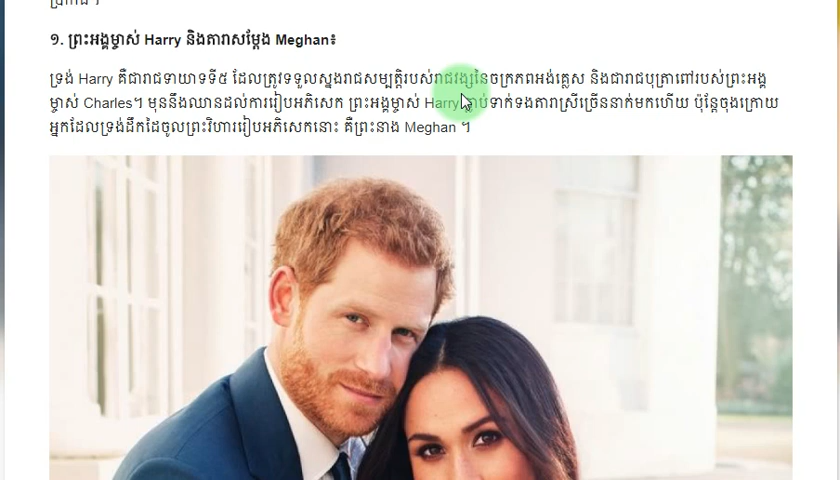 ១. ព្រះអង្គម្ចាស់ Harry និងតារាសម្តែង Meghan៖
ទ្រង់ Harry គឺជារាជទាយាទទី៥ ដែលត្រូវទទួលស្នងរាជសម្បត្តិរបស់រាជវង្សនៃចក្រភពអង់គ្លេស និងជារាជបុត្រាពៅរបស់ព្រះអង្គ
ម្ចាស់ Charles។ មុននឹងឈានដល់ការរៀបអភិសេក ព្រះអង្គម្ចាស់ Harry ធ្លាប់ទាក់ទងតារាស្រីច្រើននាក់មកហើយ ប៉ុន្តែចុងក្រោយ
អ្នកដែលទ្រង់ដឹកដៃចូលព្រះវិហាររៀបអភិសេកនោះ គឺព្រះនាង Meghan ។